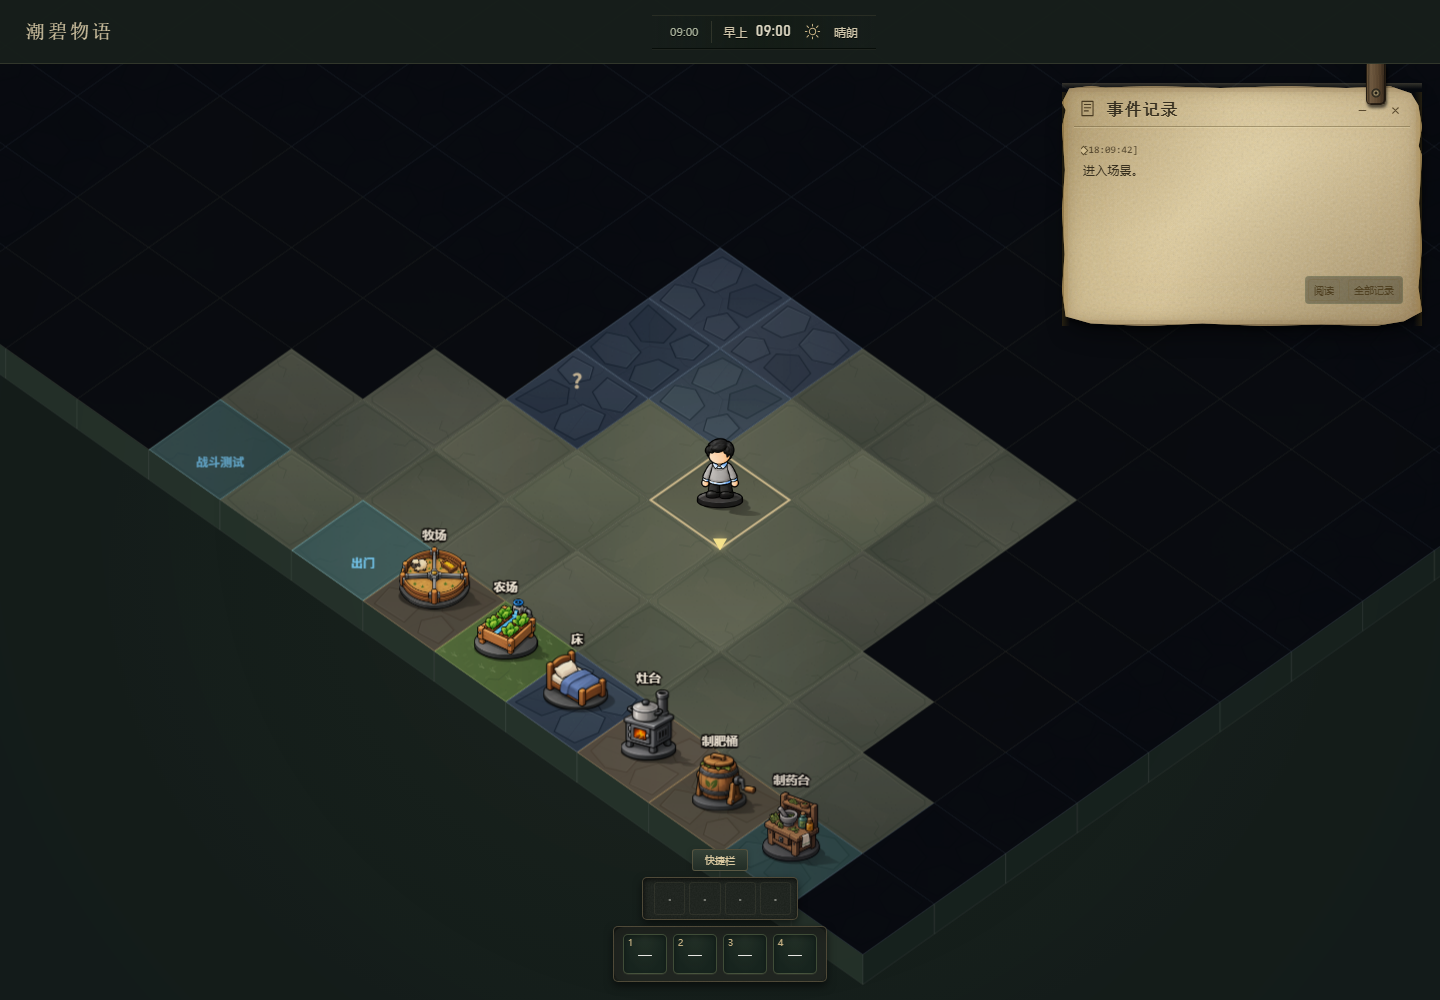 潮碧物语
09:00 早上 09:00 晴朗
事件记录
[18:09:42]
进入场景。
阅读 全部记录
?
战斗测试
出门
牧场
农场
床
灶台
制肥桶
制药台
快捷栏
1 2 3 4